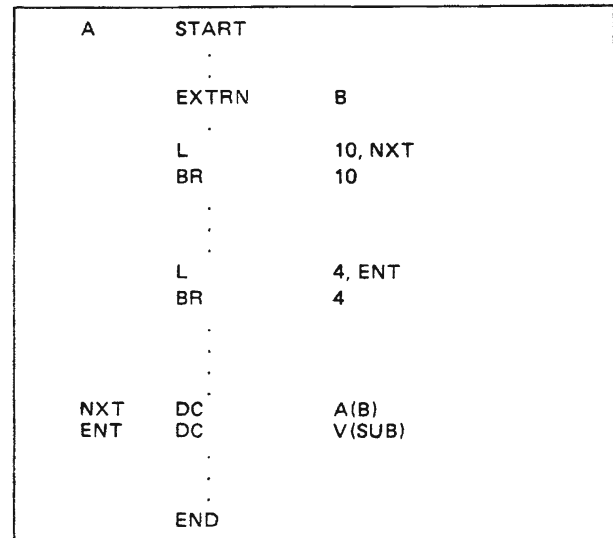 A START
.
.
EXTRN B
.
L 10, NXT
BR 10
.
.
.
L 4, ENT
BR 4
.
.
.
.
NXT DC A(B)
ENT DC V(SUB)
.
.
.
END